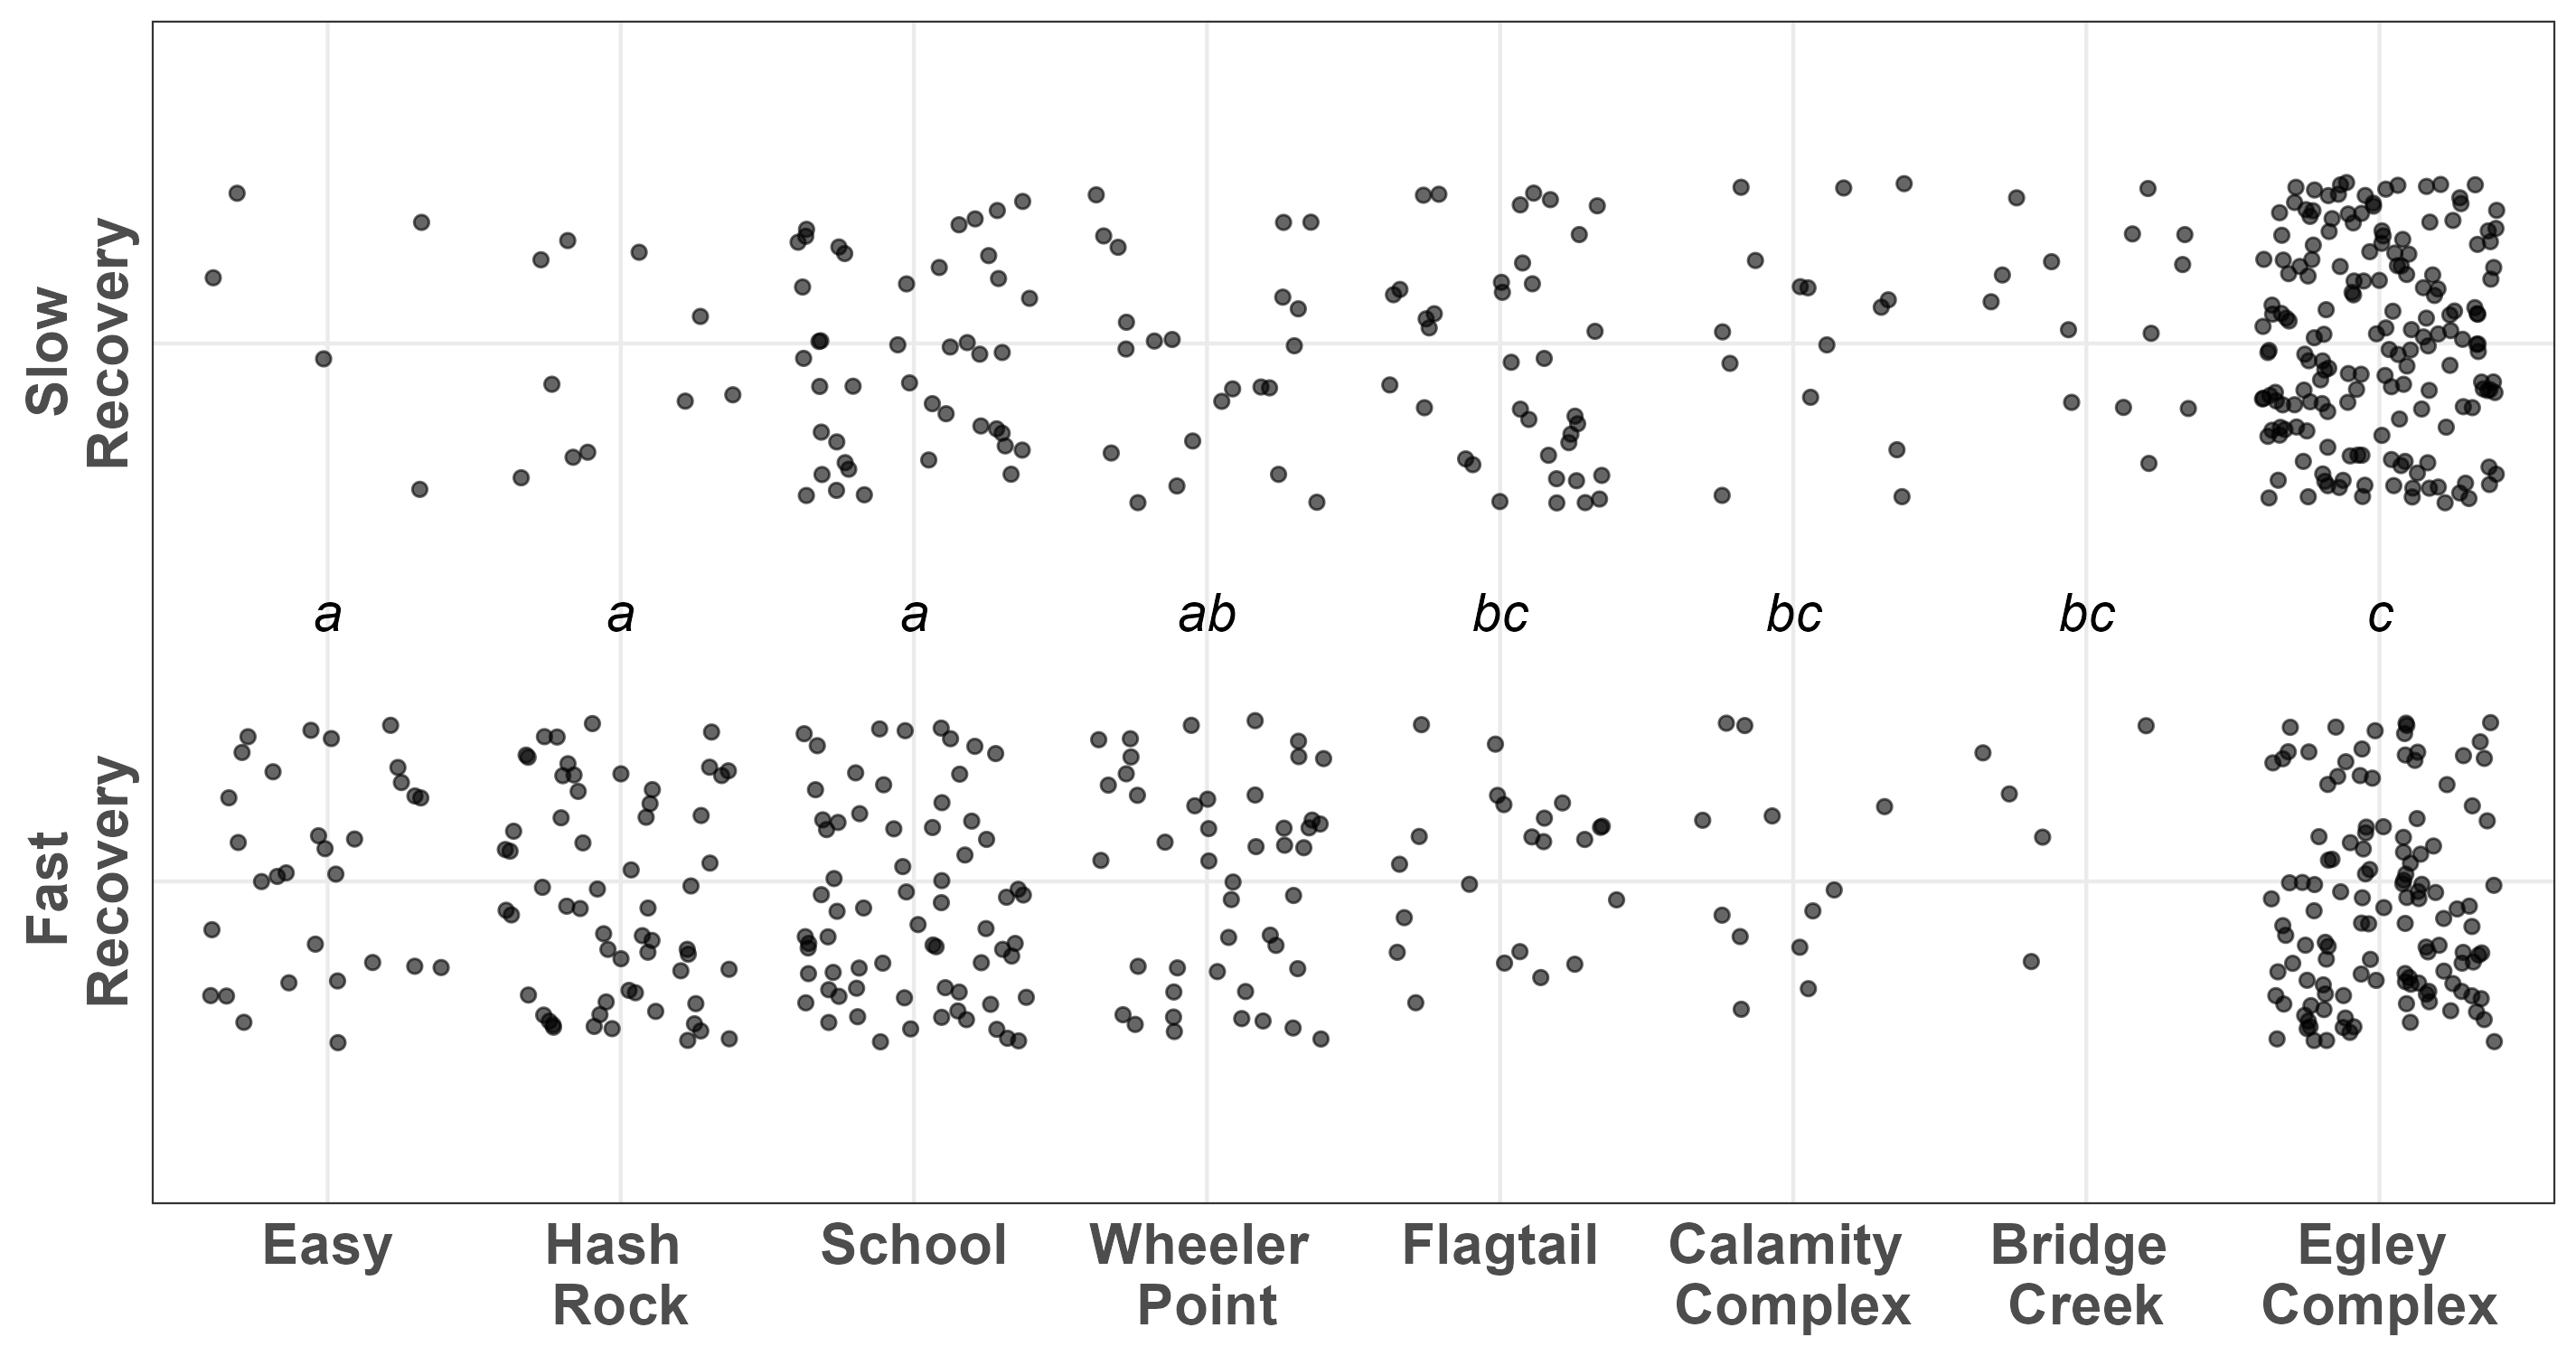 Slow
Recovery
a a a ab bc bc bc c
Fast
Recovery
Easy Hash School Wheeler Flagtail Calamity Bridge Egley
Rock Point Complex Creek Complex